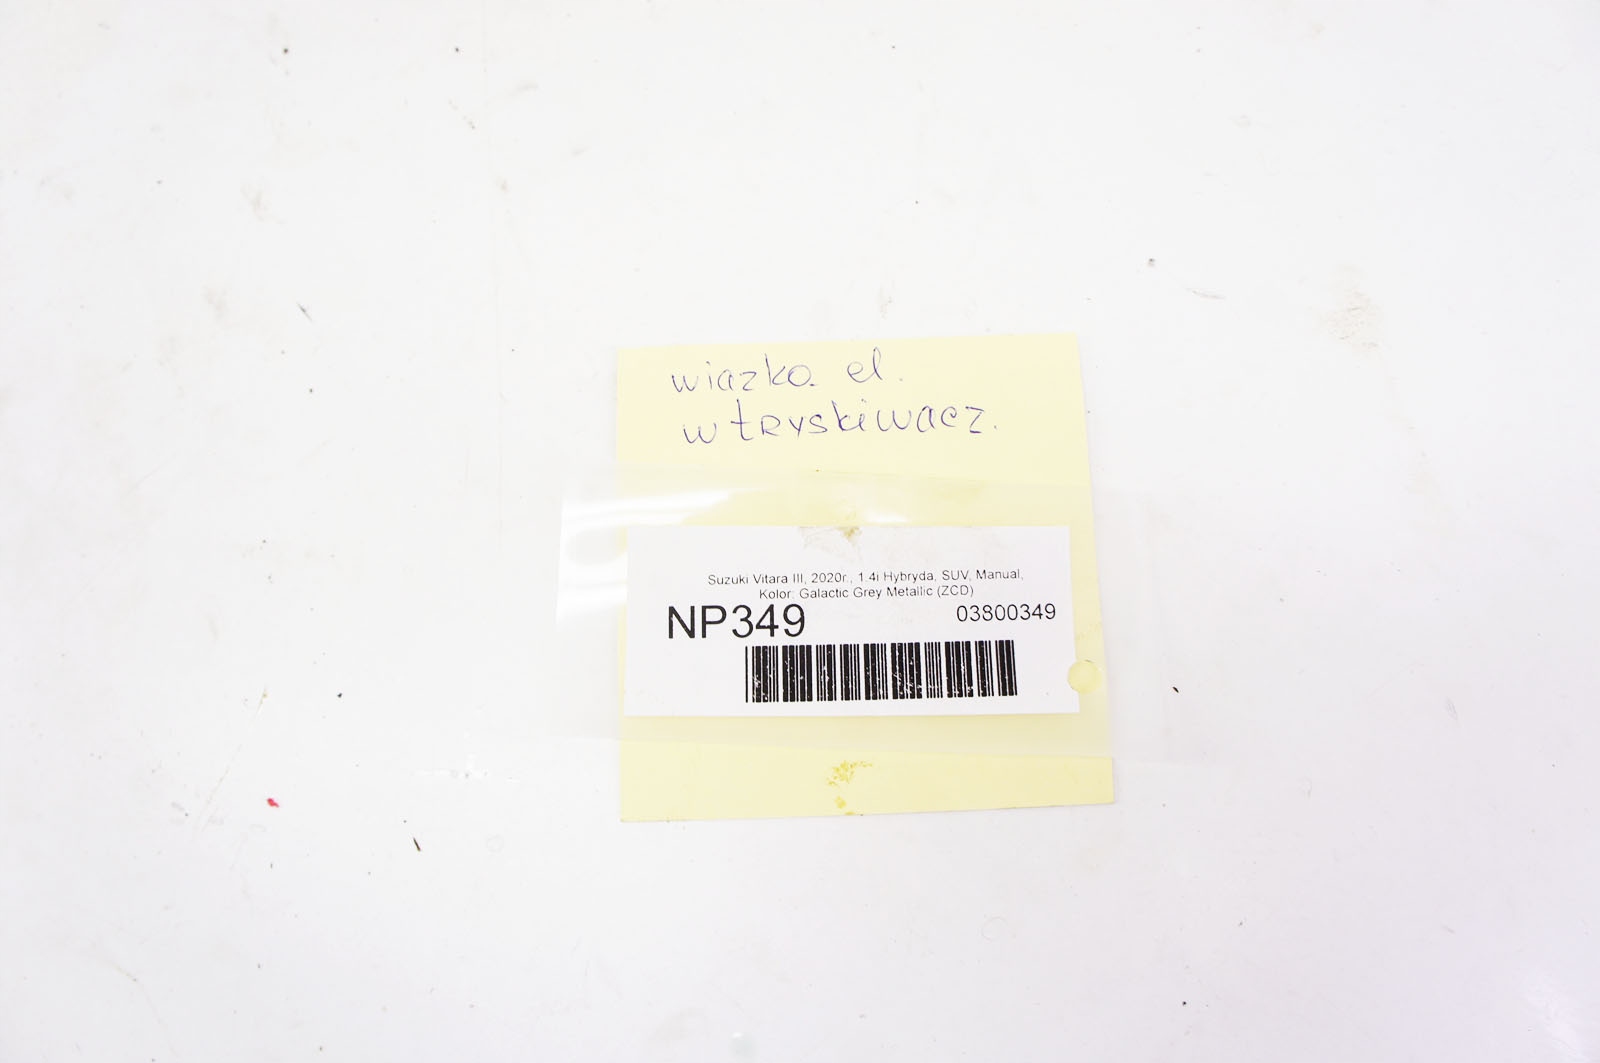 wiazka el.
wtryskiwacz.
Suzuki Vitara III, 2020r., 1.4i Hybryda, SUV, Manual,
Kolor: Galactic Grey Metallic (ZCD)
NP349 03800349